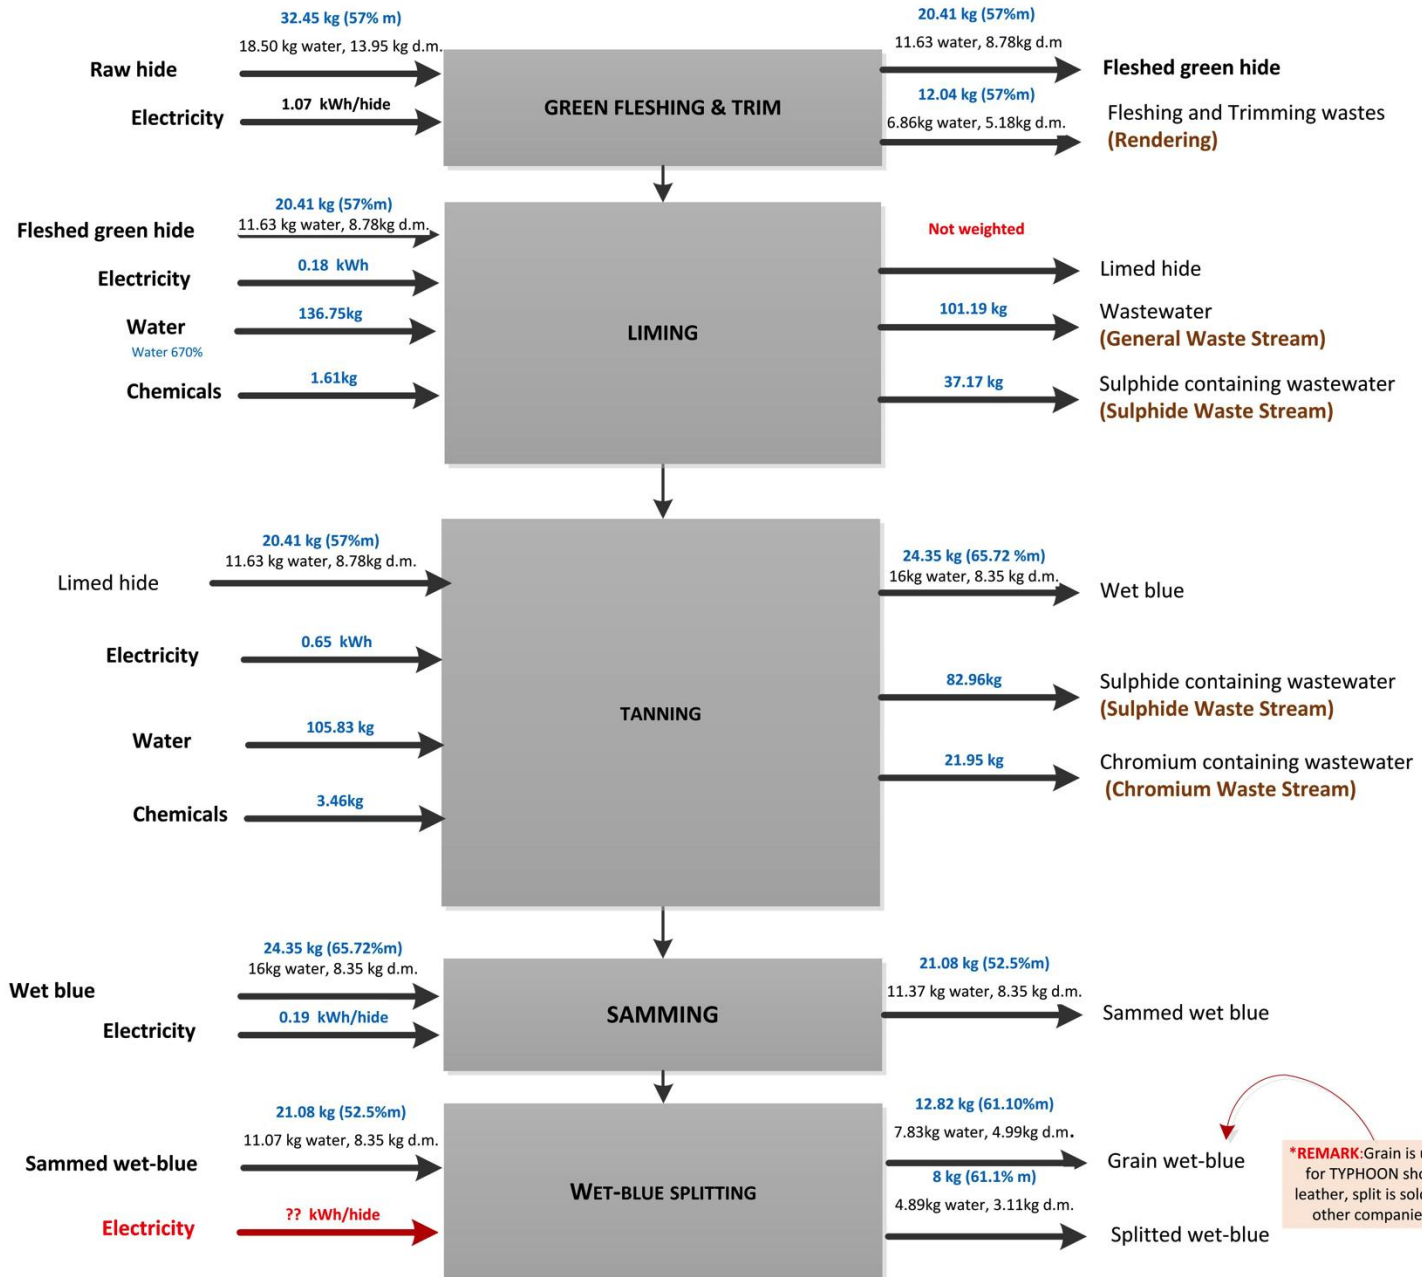 32.45 kg (57% m)
18.50 kg water, 13.95 kg d.m.
Raw hide
1.07 kWh/hide
Electricity
GREEN FLESHING & TRIM
20.41 kg (57%m)
11.63 water, 8.78kg d.m
Fleshed green hide
12.04 kg (57%m)
6.86kg water, 5.18kg d.m.
Fleshing and Trimming wastes
(Rendering)
20.41 kg (57%m)
11.63 kg water, 8.78kg d.m.
Fleshed green hide
0.18 kWh
Electricity
136.75kg
Water
Water 670%
1.61kg
Chemicals
LIMING
Not weighted
Limed hide
101.19 kg
Wastewater
(General Waste Stream)
37.17 kg
Sulphide containing wastewater
(Sulphide Waste Stream)
20.41 kg (57%m)
11.63 kg water, 8.78kg d.m.
Limed hide
0.65 kWh
Electricity
105.83 kg
Water
3.46kg
Chemicals
TANNING
24.35 kg (65.72 %m)
16kg water, 8.35 kg d.m.
Wet blue
82.96kg
Sulphide containing wastewater
(Sulphide Waste Stream)
21.95 kg
Chromium containing wastewater
(Chromium Waste Stream)
24.35 kg (65.72%m)
16kg water, 8.35 kg d.m.
Wet blue
0.19 kWh/hide
Electricity
SAMMING
21.08 kg (52.5%m)
11.37 kg water, 8.35 kg d.m.
Sammed wet blue
21.08 kg (52.5%m)
11.07 kg water, 8.35 kg d.m.
Sammed wet-blue
?? kWh/hide
Electricity
WET-BLUE SPLITTING
12.82 kg (61.10%m)
7.83kg water, 4.99kg d.m.
Grain wet-blue
8 kg (61.1% m)
4.89kg water, 3.11kg d.m.
Splitted wet-blue
*REMARK:Grain is
for TYPHOON
leather, split is
other